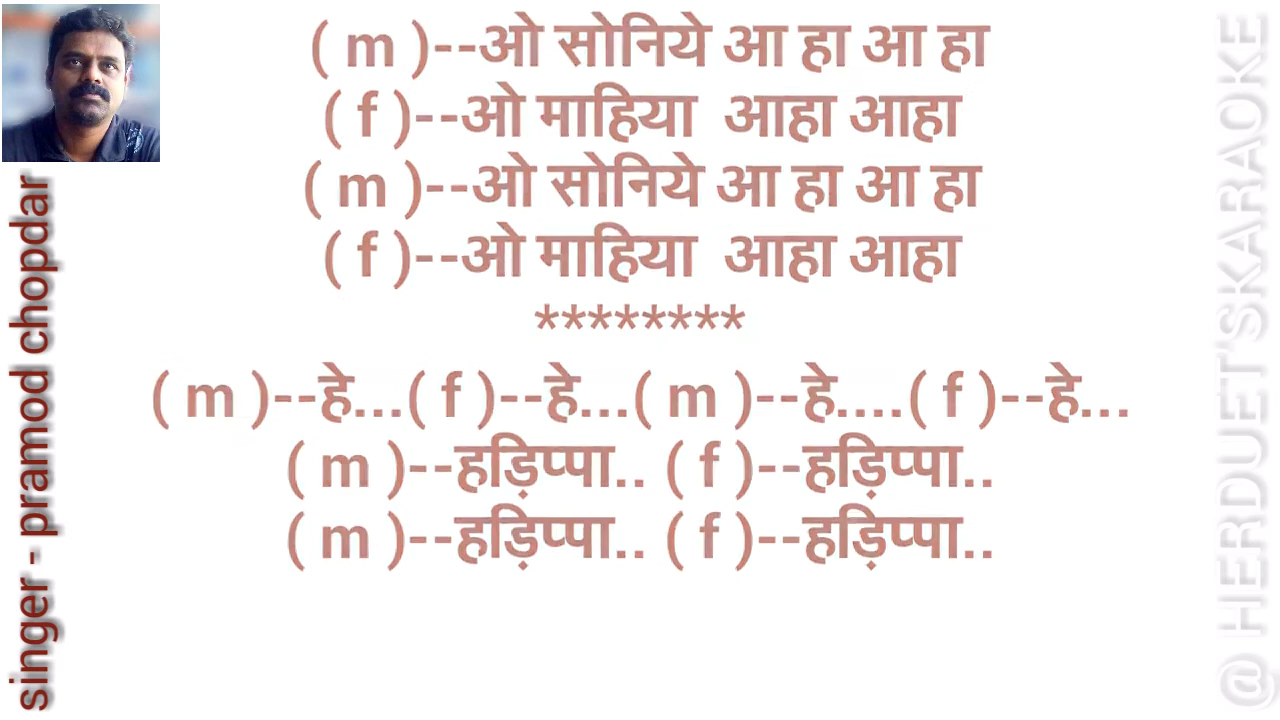 ( m )--ओ सोनिये आ हा आ हा
( f )--ओ माहिया  आहा आहा
( m )--ओ सोनिये आ हा आ हा
( f )--ओ माहिया  आहा आहा
********
( m )--हे...( f )--हे...( m )--हे....( f )--हे...
( m )--हड़िप्पा.. ( f )--हड़िप्पा..
( m )--हड़िप्पा.. ( f )--हड़िप्पा..
singer - pramod chopdar
@ HERDUET'SKARAOKE